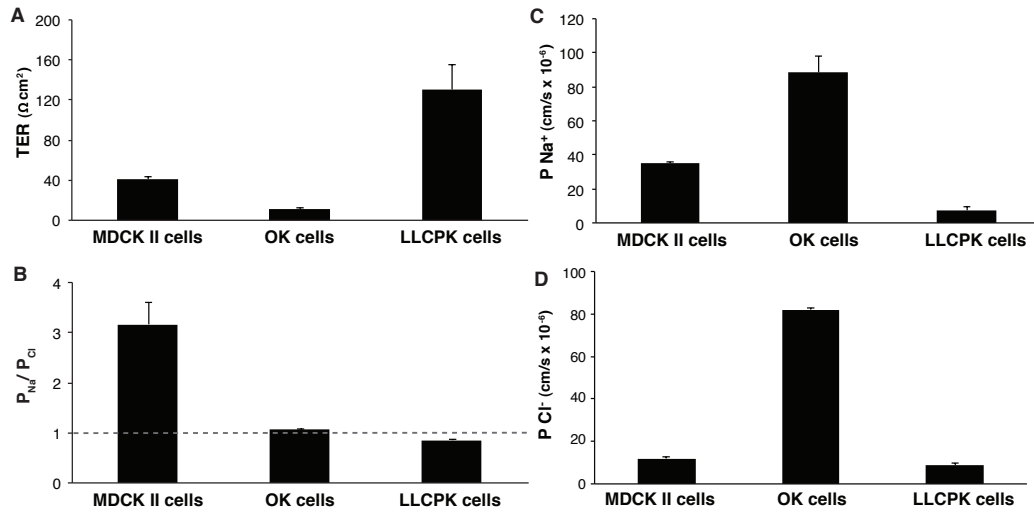 A
200
160
120
80
40
0
TER (Ω cm²)
MDCK II cells OK cells LLCPK cells
B
4
3
2
1
0
P_Na / P_Cl
MDCK II cells OK cells LLCPK cells
C
120
100
80
60
40
20
0
P Na⁺ (cm/s x 10⁻⁶)
MDCK II cells OK cells LLCPK cells
D
100
80
60
40
20
0
P Cl⁻ (cm/s x 10⁻⁶)
MDCK II cells OK cells LLCPK cells